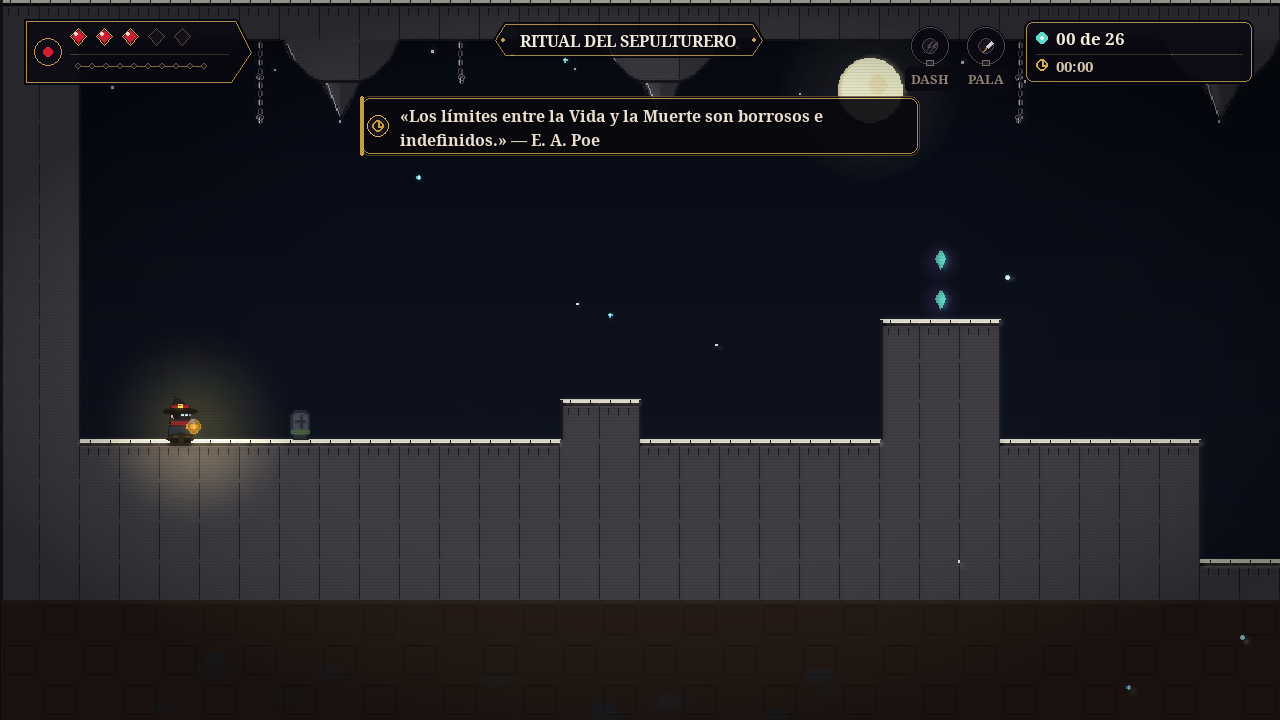 RITUAL DEL SEPULTURERO
00 de 26
00:00
DASH
PALA
«Los límites entre la Vida y la Muerte son borrosos e
indefinidos.» — E. A. Poe